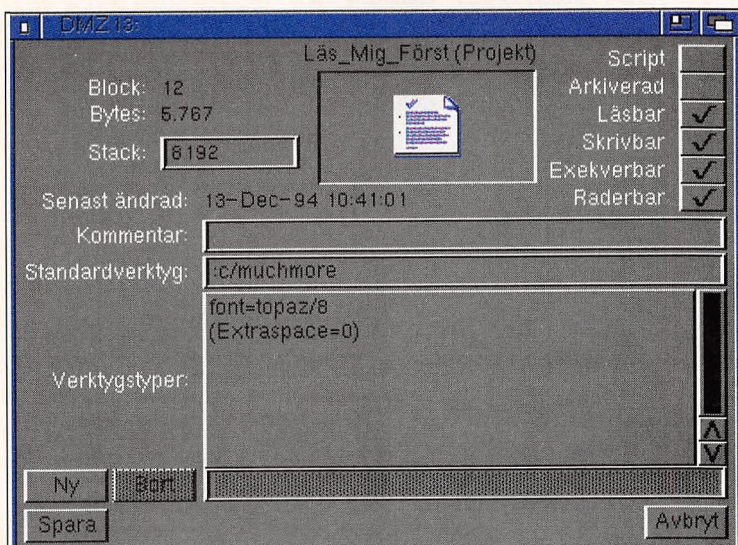 DMZ13:
Läs_Mig_Först (Projekt)
Block: 12
Bytes: 5.767
Stack: 8192
Script
Arkiverad
Läsbar
Skrivbar
Exekverbar
Raderbar
Senast ändrad: 13-Dec-94 10:41:01
Kommentar:
Standardverktyg: :c/muchmore
Verktygstyper:
font=topaz/8
(Extraspace=0)
Ny
Bort
Spara
Avbryt